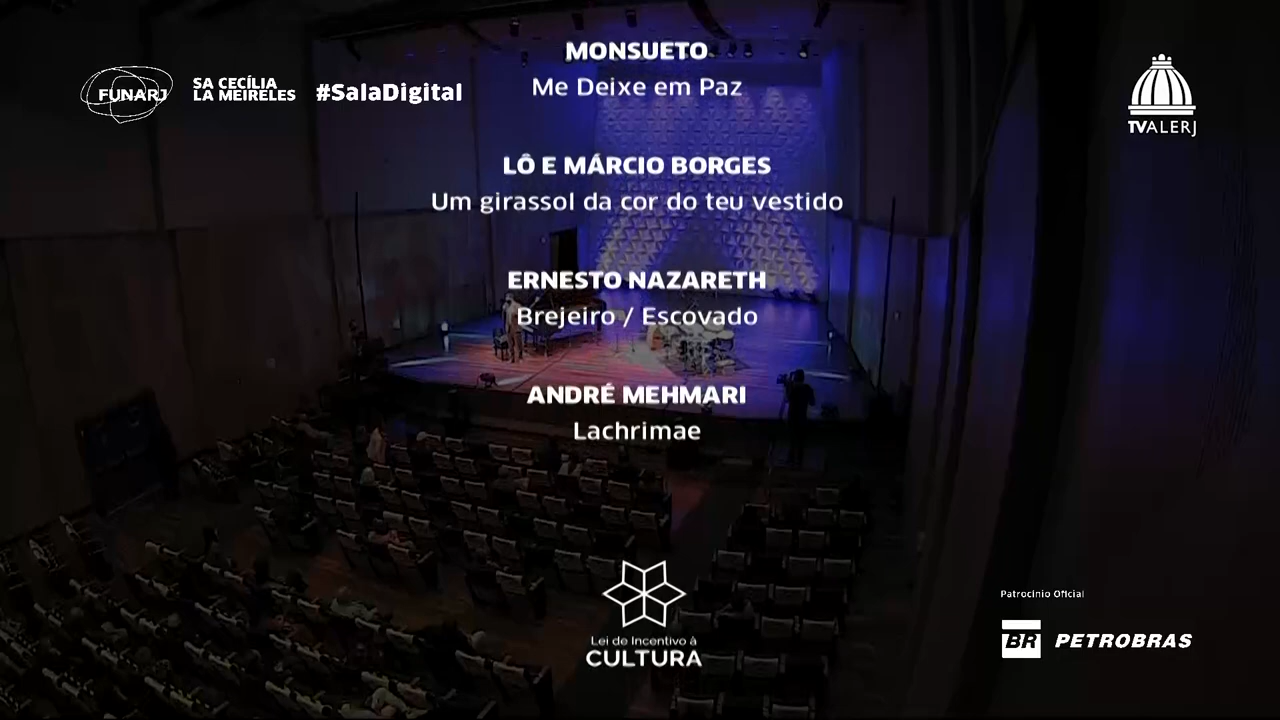 FUNARJ
SA CECÍLIA
LA MEIRELES
#SalaDigital
MONSUETO
Me Deixe em Paz
LÔ E MÁRCIO BORGES
Um girassol da cor do teu vestido
ERNESTO NAZARETH
Brejeiro / Escovado
ANDRÉ MEHMARI
Lachrimae
TVALERJ
Lei de Incentivo à
CULTURA
Patrocínio Oficial
BR PETROBRAS